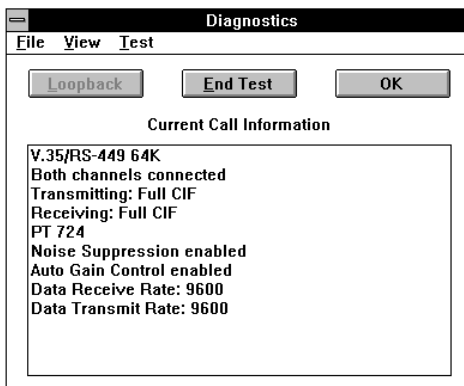 Diagnostics
File View Test
Loopback End Test OK
Current Call Information
V.35/RS-449 64K
Both channels connected
Transmitting: Full CIF
Receiving: Full CIF
PT 724
Noise Suppression enabled
Auto Gain Control enabled
Data Receive Rate: 9600
Data Transmit Rate: 9600